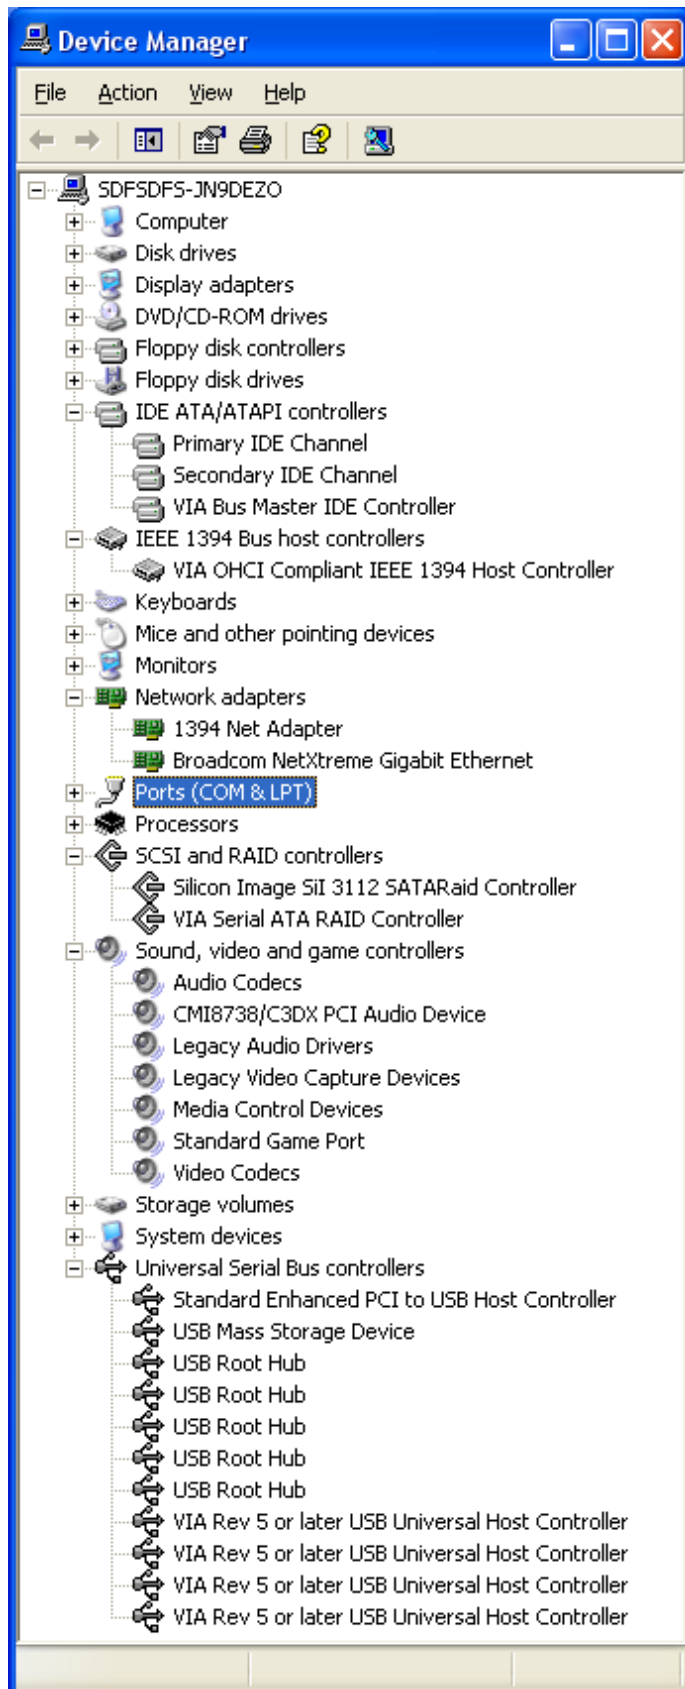 Device Manager
File Action View Help
SDFSDFS-JN9DEZO
Computer
Disk drives
Display adapters
DVD/CD-ROM drives
Floppy disk controllers
Floppy disk drives
IDE ATA/ATAPI controllers
Primary IDE Channel
Secondary IDE Channel
VIA Bus Master IDE Controller
IEEE 1394 Bus host controllers
VIA OHCI Compliant IEEE 1394 Host Controller
Keyboards
Mice and other pointing devices
Monitors
Network adapters
1394 Net Adapter
Broadcom NetXtreme Gigabit Ethernet
Ports (COM & LPT)
Processors
SCSI and RAID controllers
Silicon Image SiI 3112 SATARaid Controller
VIA Serial ATA RAID Controller
Sound, video and game controllers
Audio Codecs
CMI8738/C3DX PCI Audio Device
Legacy Audio Drivers
Legacy Video Capture Devices
Media Control Devices
Standard Game Port
Video Codecs
Storage volumes
System devices
Universal Serial Bus controllers
Standard Enhanced PCI to USB Host Controller
USB Mass Storage Device
USB Root Hub
USB Root Hub
USB Root Hub
USB Root Hub
USB Root Hub
VIA Rev 5 or later USB Universal Host Controller
VIA Rev 5 or later USB Universal Host Controller
VIA Rev 5 or later USB Universal Host Controller
VIA Rev 5 or later USB Universal Host Controller